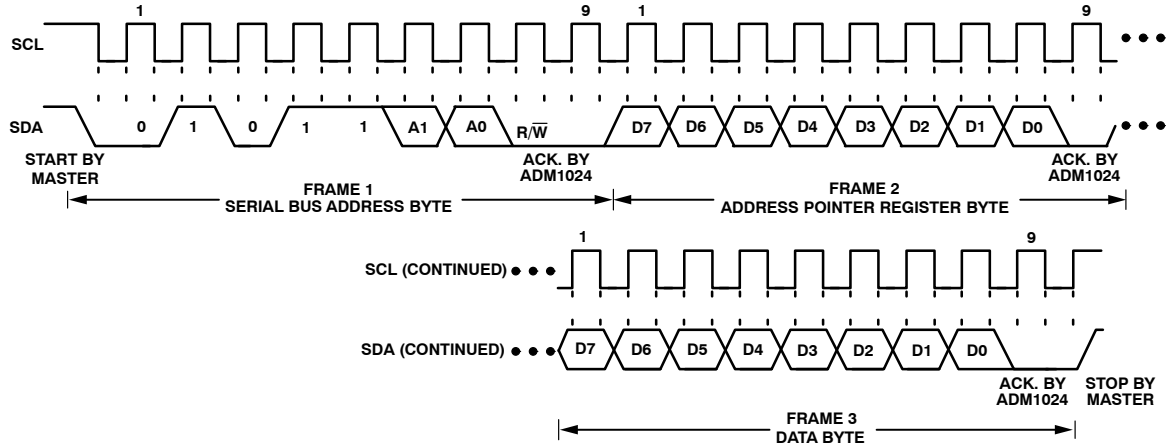 1 9 1 9
SCL
SDA 0 1 0 1 1 A1 A0 R/W̅ D7 D6 D5 D4 D3 D2 D1 D0
START BY MASTER
ACK. BY ADM1024
ACK. BY ADM1024
FRAME 1
SERIAL BUS ADDRESS BYTE
FRAME 2
ADDRESS POINTER REGISTER BYTE
1 9
SCL (CONTINUED)
SDA (CONTINUED) D7 D6 D5 D4 D3 D2 D1 D0
ACK. BY ADM1024
STOP BY MASTER
FRAME 3
DATA BYTE